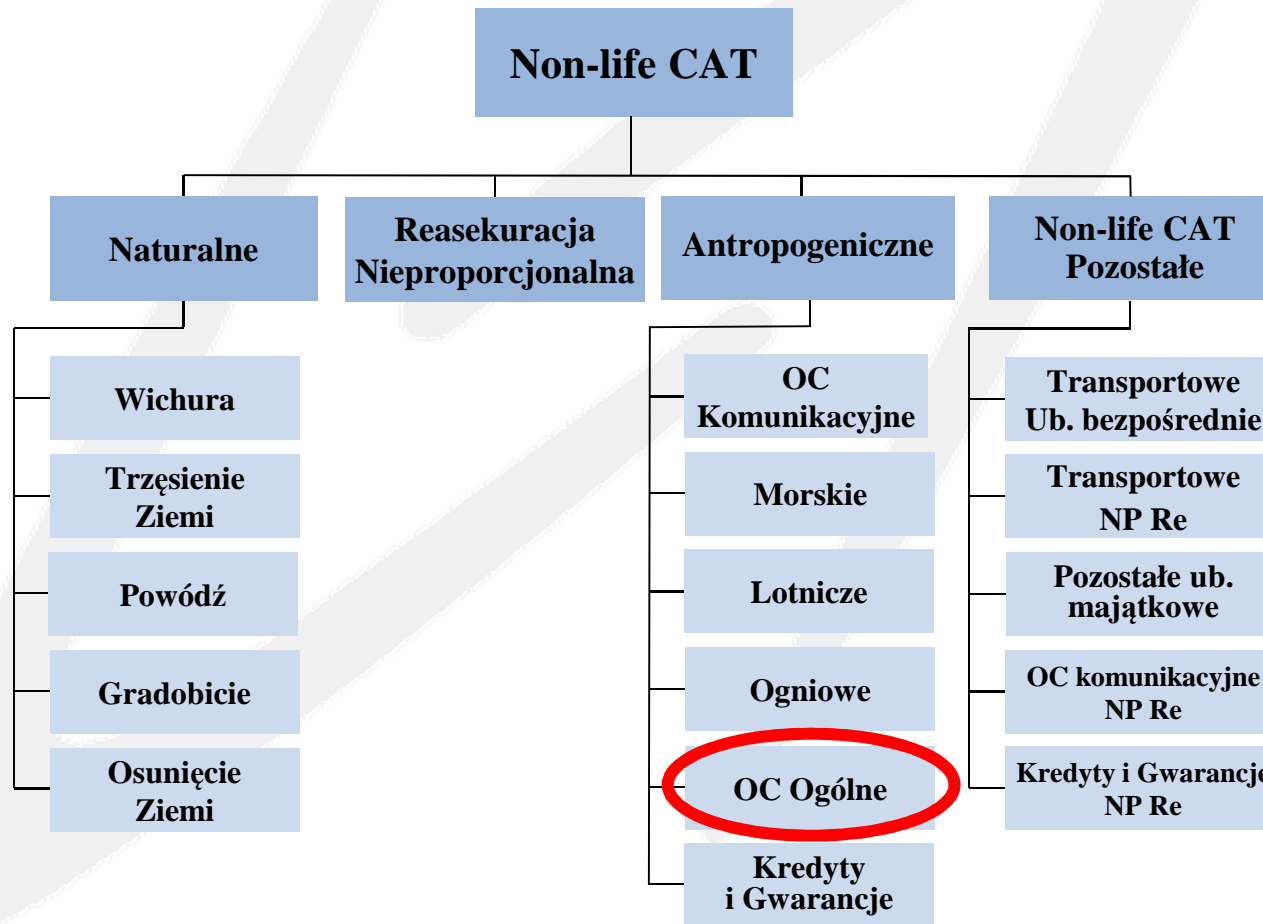 Non-life CAT
Naturalne
Reasekuracja
Nieproporcjonalna
Antropogeniczne
Non-life CAT
Pozostałe
Wichura
Trzęsienie
Ziemi
Powódź
Gradobicie
Osunięcie
Ziemi
OC
Komunikacyjne
Morskie
Lotnicze
Ogniowe
OC Ogólne
Kredyty
i Gwarancje
Transportowe
Ub. bezpośrednie
Transportowe
NP Re
Pozostałe ub.
majątkowe
OC komunikacyjne
NP Re
Kredyty i Gwarancje
NP Re